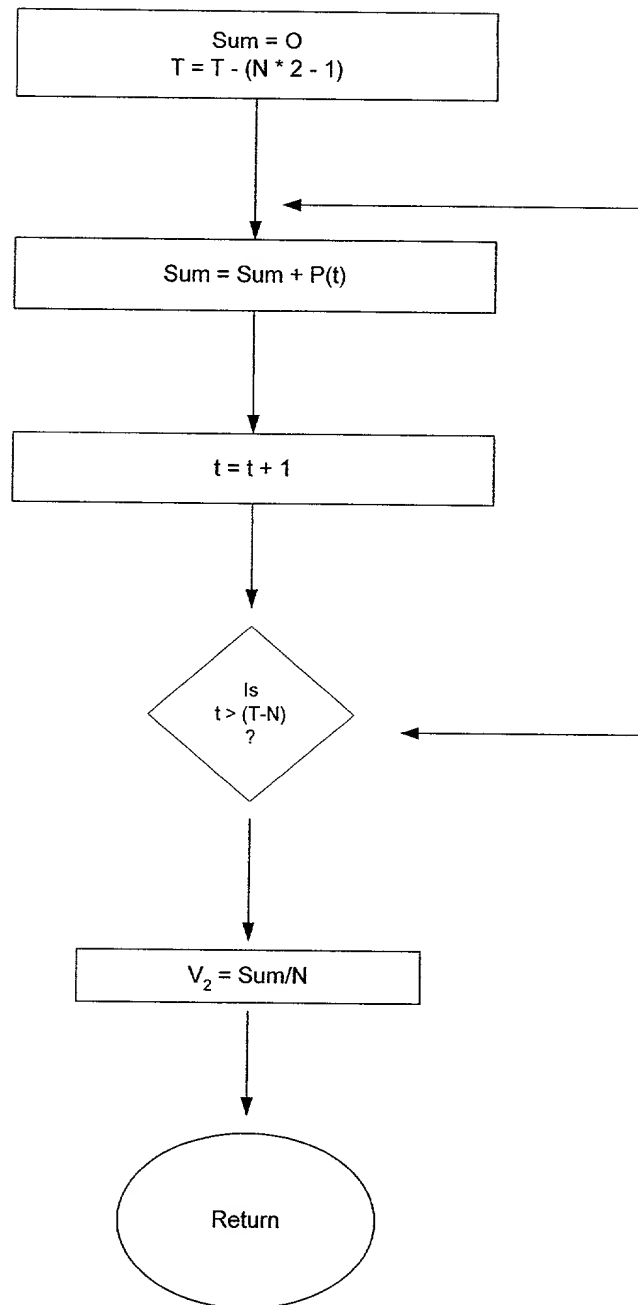 Sum = O
T = T - (N * 2 - 1)
Sum = Sum + P(t)
t = t + 1
Is
t > (T-N)
?
V₂ = Sum/N
Return